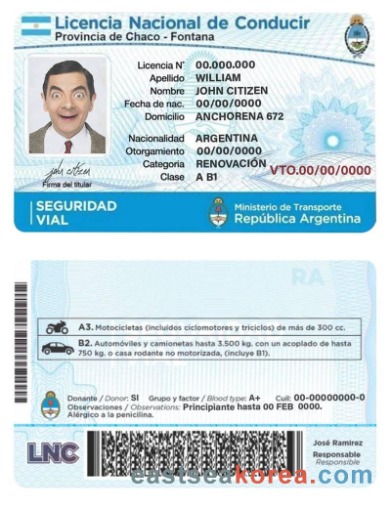 Licencia Nacional de Conducir
Provincia de Chaco - Fontana
Licencia N° 00.000.000
Apellido WILLIAM
Nombre JOHN CITIZEN
Fecha de nac. 00/00/0000
Domicilio ANCHORENA 672
Nacionalidad ARGENTINA
Otorgamiento 00/00/0000
Categoria RENOVACIÓN
VTO.00/00/0000
Clase A B1
john citizen
Firma del titular
SEGURIDAD
VIAL
Ministerio de Transporte
República Argentina
RA
A3. Motocicletas (incluidos ciclomotores y triciclos) de más de 300 cc.
B2. Automóviles y camionetas hasta 3.500 kg. con un acoplado de hasta
750 kg. o casa rodante no motorizada, (incluye B1).
Donante / Donor: SI Grupo y factor / Blood type: A+ Cuil: 00-00000000-0
Observaciones / Observations: Principiante hasta 00 FEB 0000.
Alérgico a la penicilina.
LNC
José Ramirez
Responsable
Responsible
eastseakorea.com